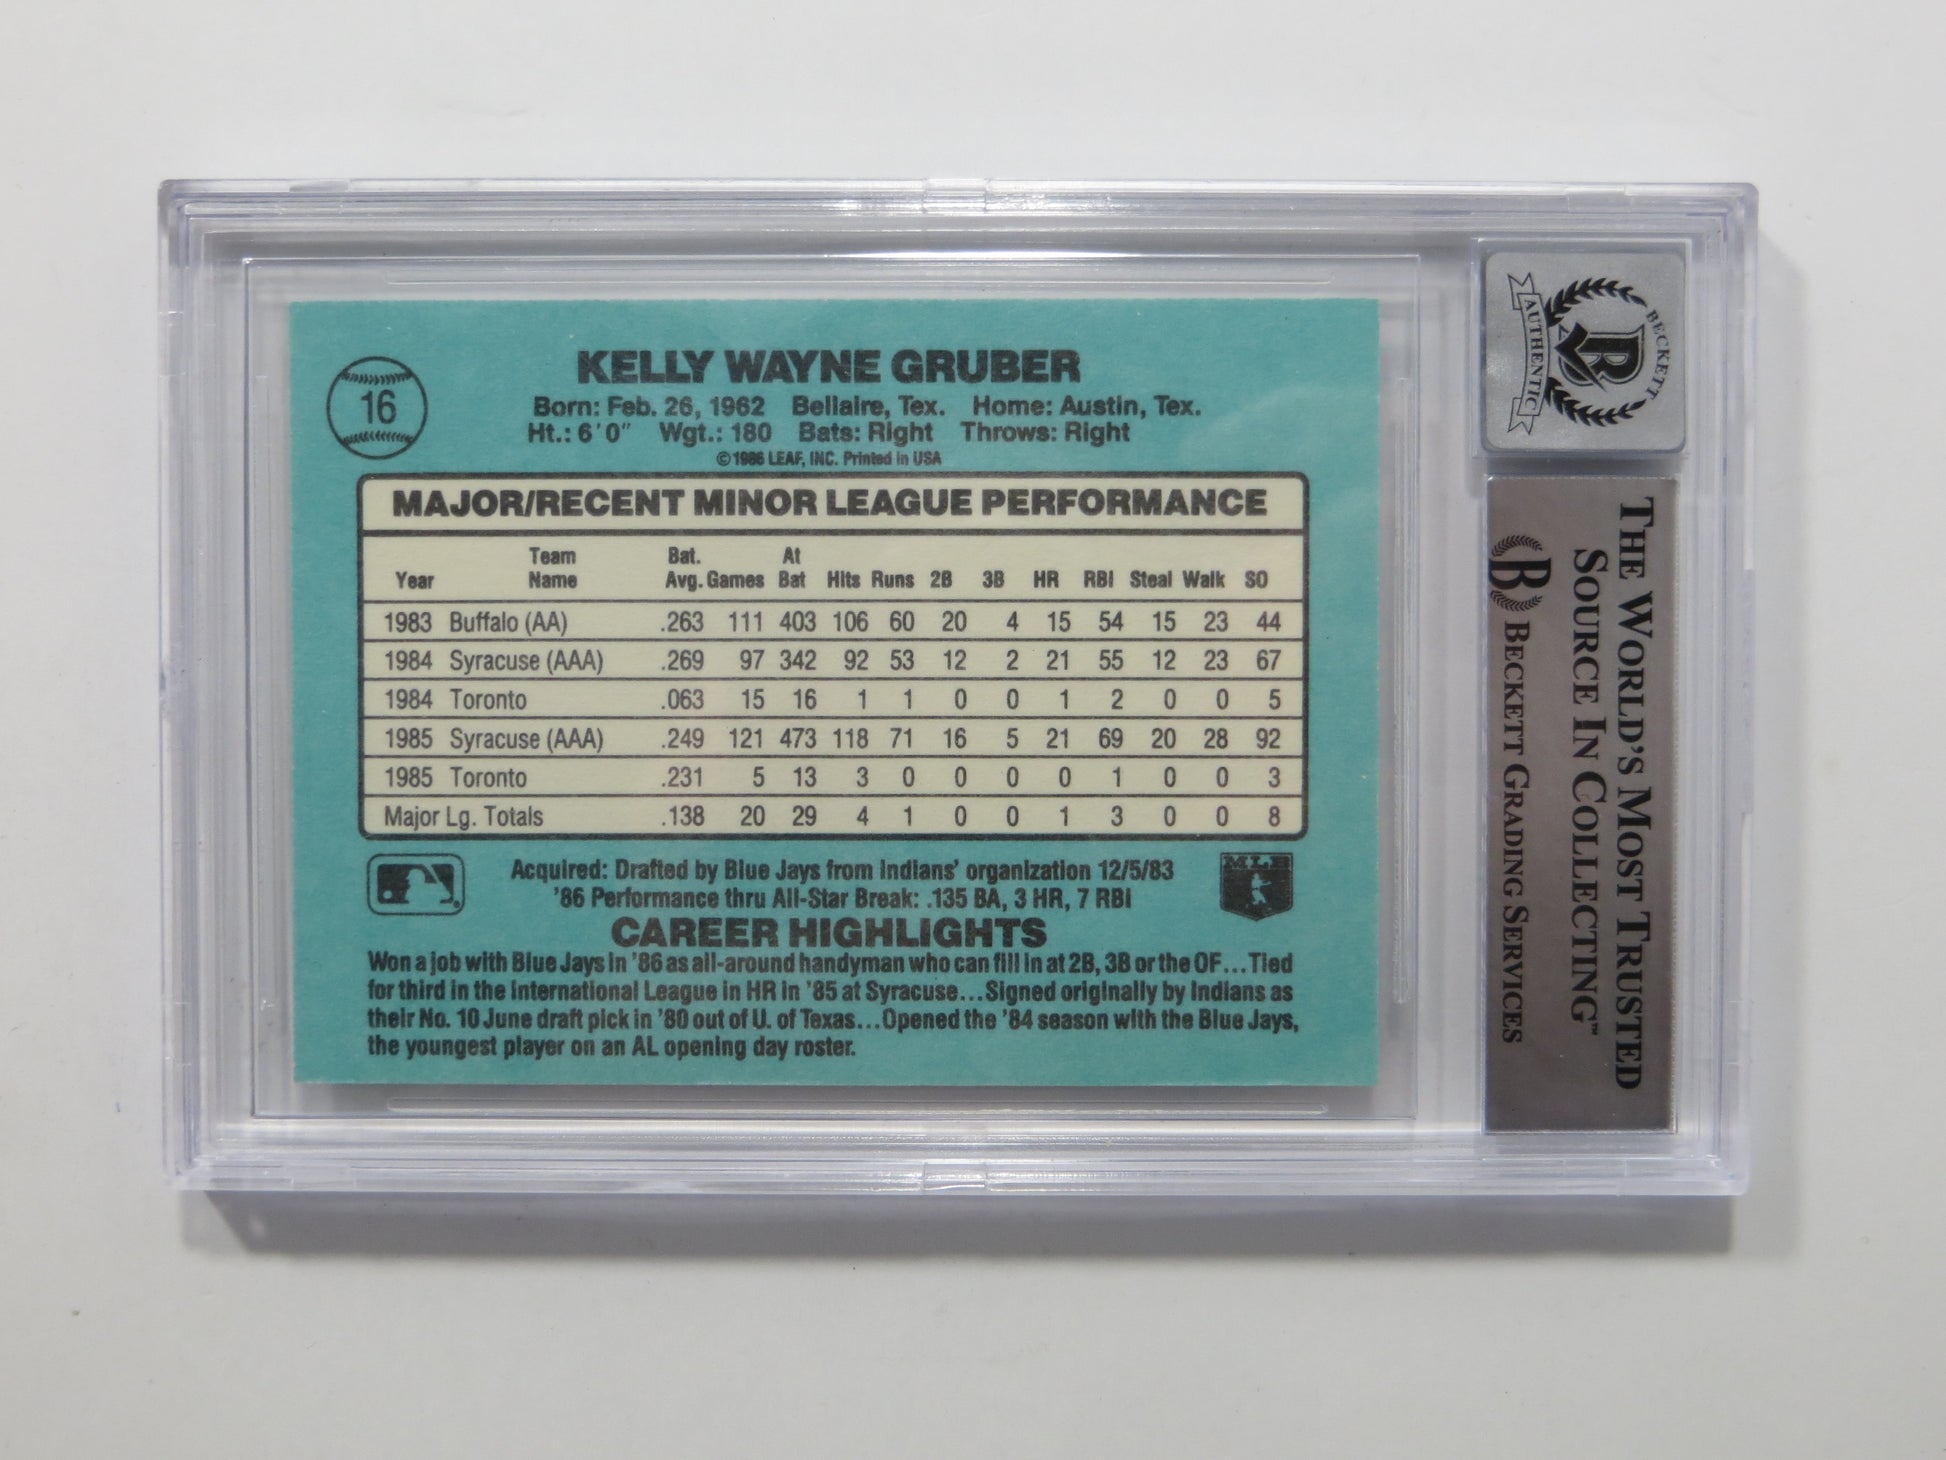 16
KELLY WAYNE GRUBER
Born: Feb. 26, 1962 Bellaire, Tex. Home: Austin, Tex.
Ht.: 6'0" Wgt.: 180 Bats: Right Throws: Right
©1986 LEAF, INC. Printed in USA
MAJOR/RECENT MINOR LEAGUE PERFORMANCE
Year Team Name Bat. Avg. Games At Bat Hits Runs 2B 3B HR RBI Steal Walk SO
1983 Buffalo (AA) .263 111 403 106 60 20 4 15 54 15 23 44
1984 Syracuse (AAA) .269 97 342 92 53 12 2 21 55 12 23 67
1984 Toronto .063 15 16 1 1 0 0 1 2 0 0 5
1985 Syracuse (AAA) .249 121 473 118 71 16 5 21 69 20 28 92
1985 Toronto .231 5 13 3 0 0 0 0 1 0 0 3
Major Lg. Totals .138 20 29 4 1 0 0 1 3 0 0 8
Acquired: Drafted by Blue Jays from Indians' organization 12/5/83
'86 Performance thru All-Star Break: .135 BA, 3 HR, 7 RBI
MLB
CAREER HIGHLIGHTS
Won a job with Blue Jays in '86 as all-around handyman who can fill in at 2B, 3B or the OF...Tied
for third in the International League in HR in '85 at Syracuse...Signed originally by Indians as
their No. 10 June draft pick in '80 out of U. of Texas...Opened the '84 season with the Blue Jays,
the youngest player on an AL opening day roster.
BECKETT
AUTHENTIC
THE WORLD'S MOST TRUSTED
SOURCE IN COLLECTING™
B BECKETT GRADING SERVICES